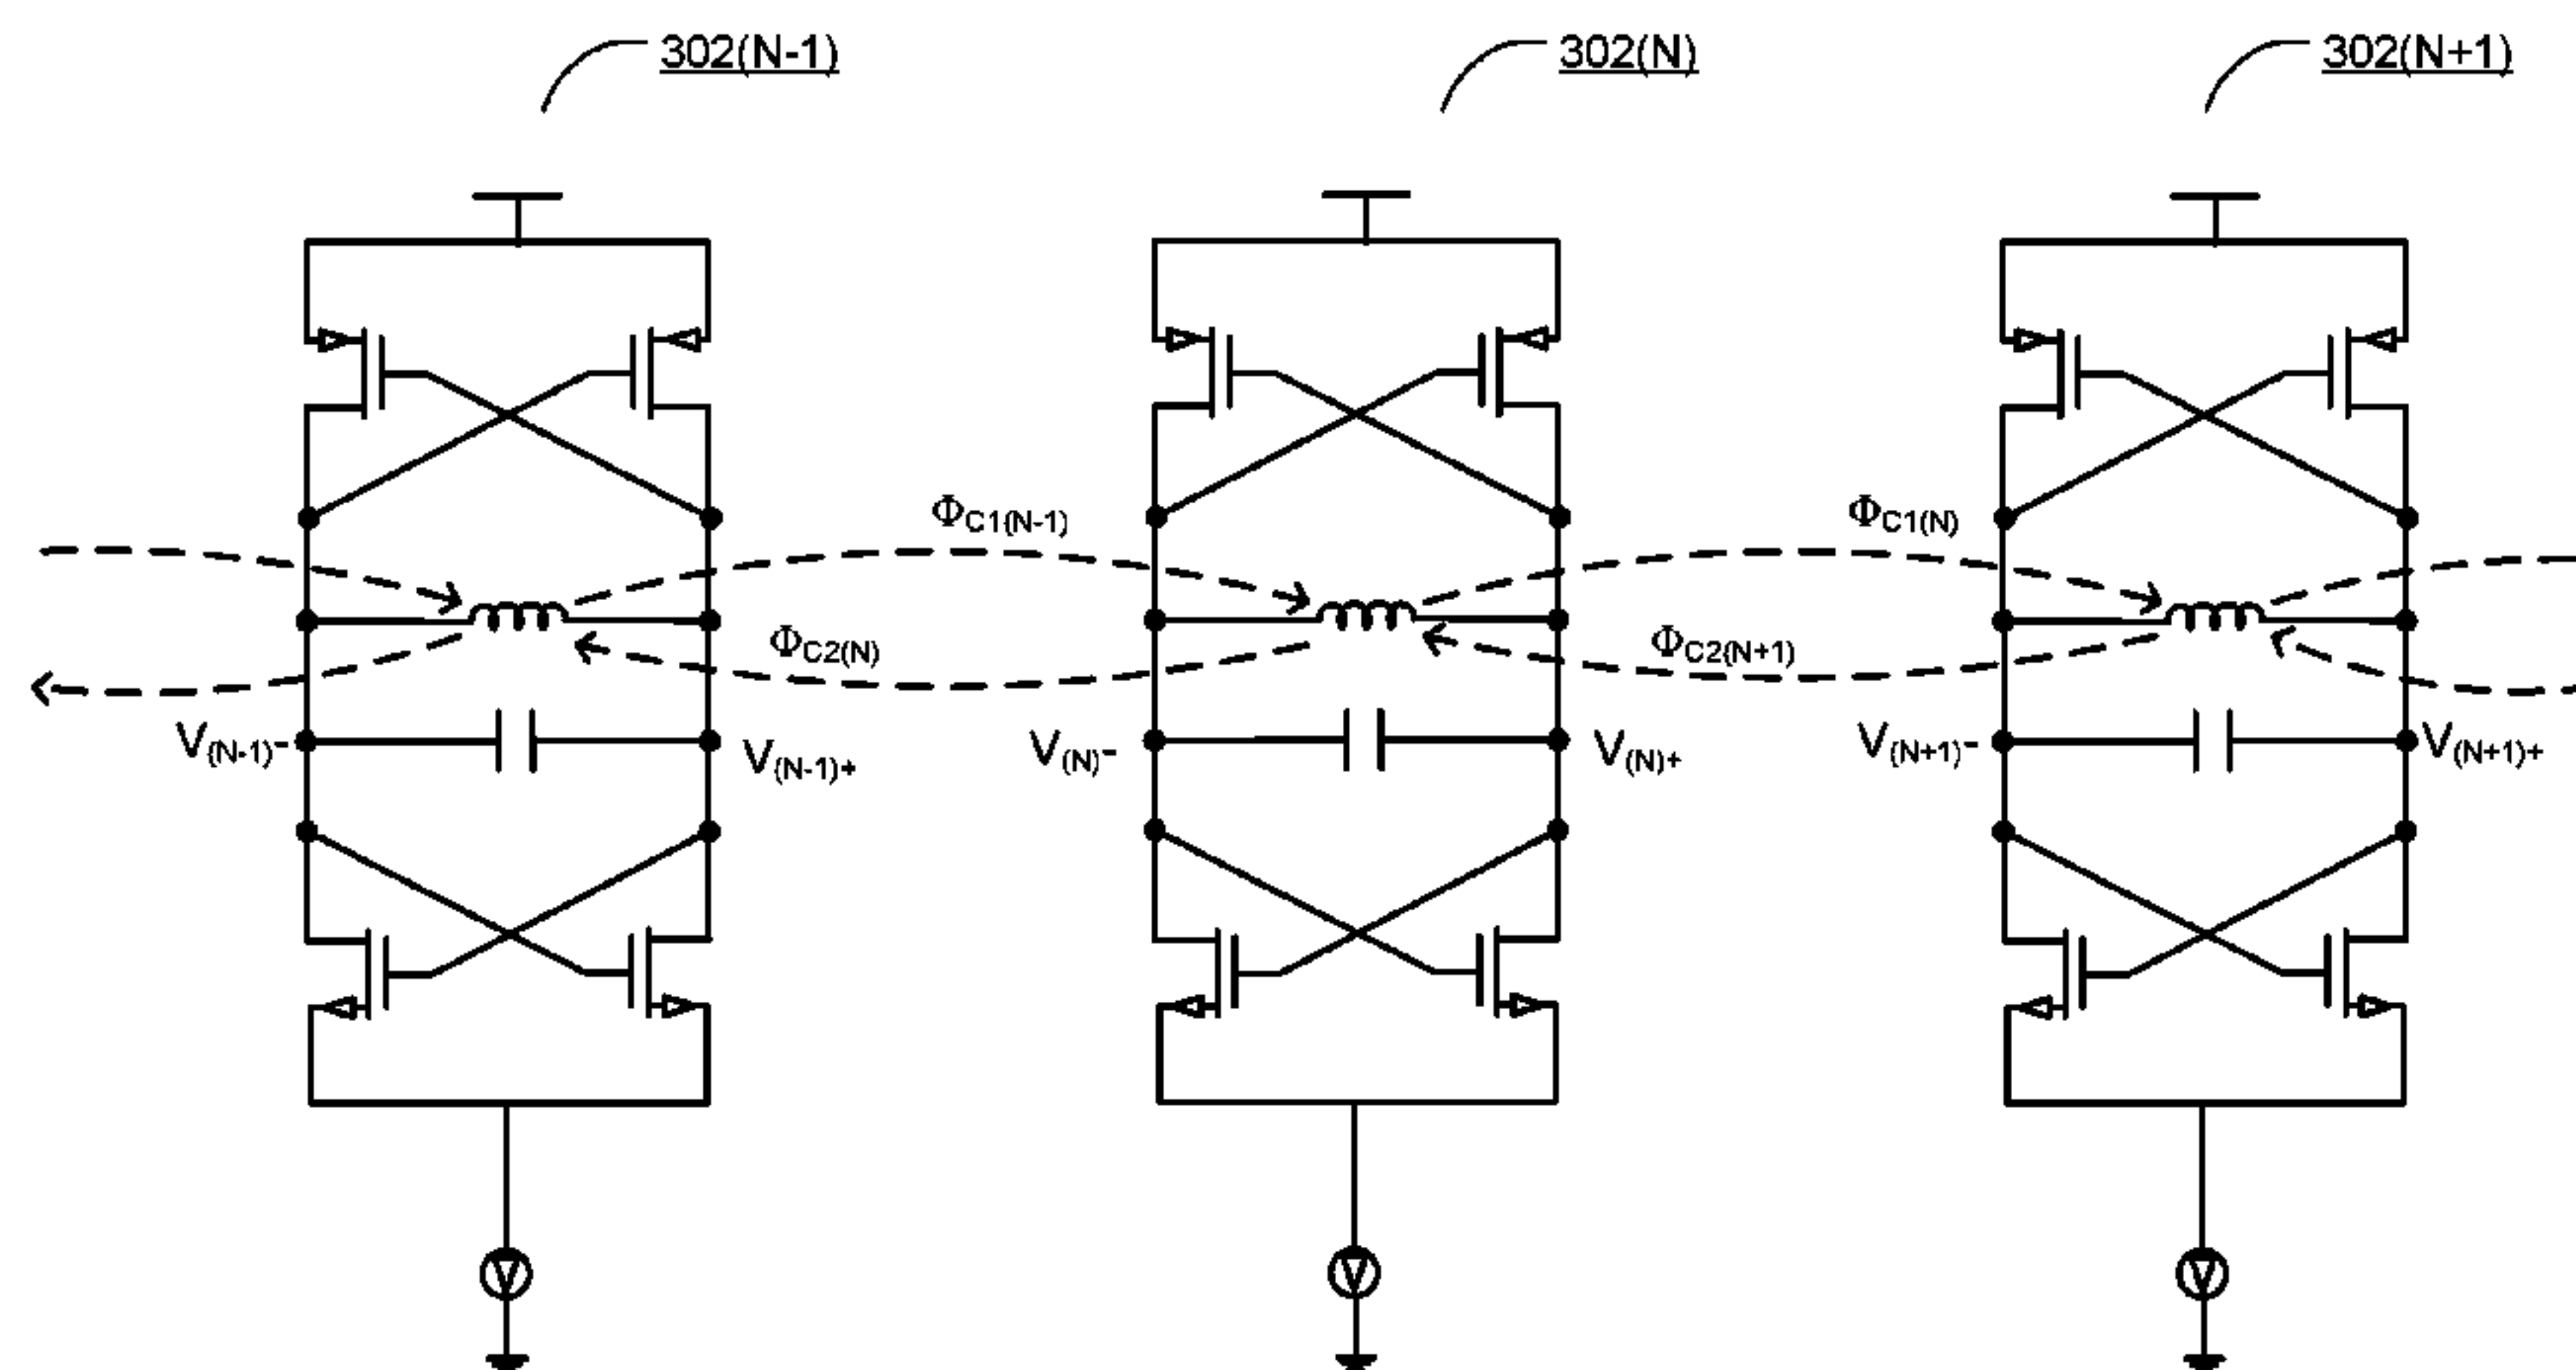 302(N-1) 302(N) 302(N+1)
ΦC1(N-1) ΦC1(N)
ΦC2(N) ΦC2(N+1)
V(N-1)- V(N-1)+ V(N)- V(N)+ V(N+1)- V(N+1)+
V V V